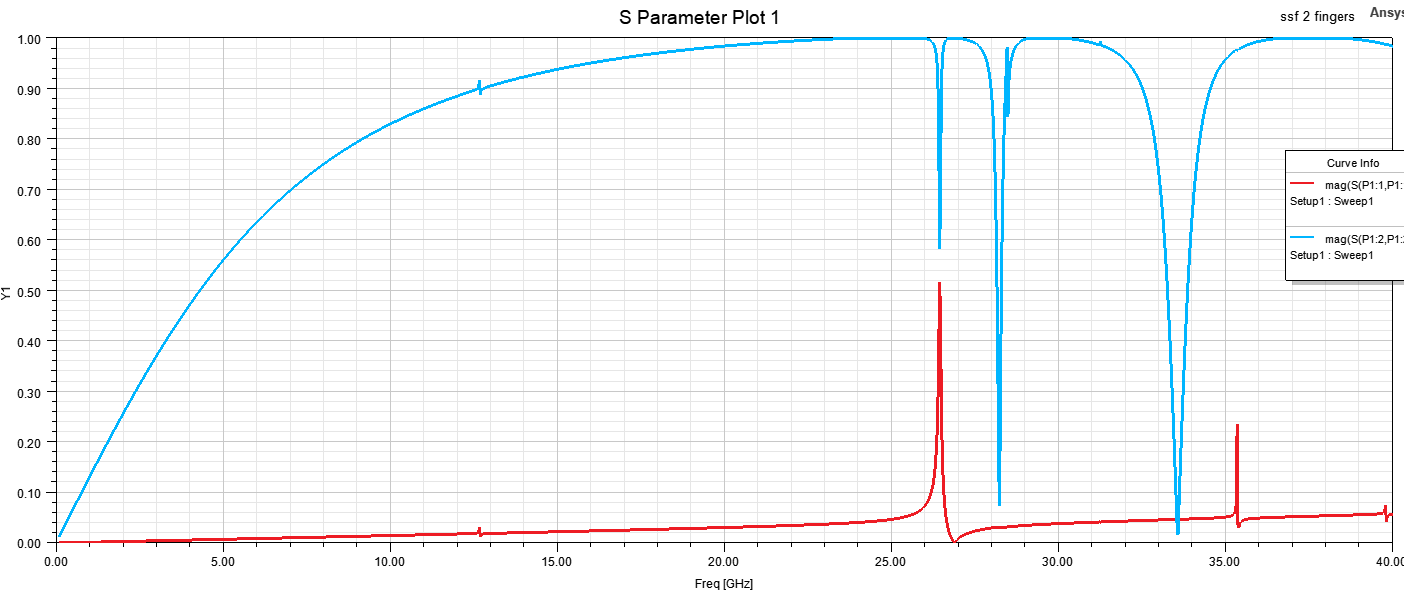 S Parameter Plot 1
ssf 2 fingers
Ansys
1.00
0.90
0.80
0.70
0.60
0.50
0.40
0.30
0.20
0.10
0.00
Y1
0.00 5.00 10.00 15.00 20.00 25.00 30.00 35.00 40.00
Freq [GHz]
Curve Info
mag(S(P1:1,P1:
Setup1 : Sweep1
mag(S(P1:2,P1:
Setup1 : Sweep1